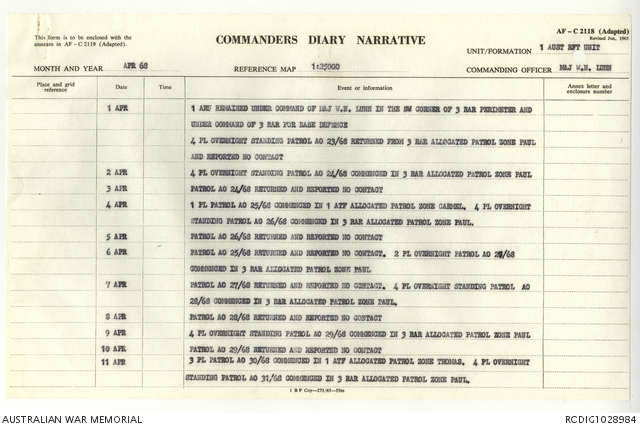 This form is to be enclosed with the
annexure in AF – C 2119 (Adapted).
COMMANDERS DIARY NARRATIVE
AF – C 2118 (Adapted)
Revised Jun, 1965
UNIT/FORMATION 1 AUST RFT UNIT
MONTH AND YEAR APR 68
REFERENCE MAP 1:25000
COMMANDING OFFICER MAJ W.N. LUHN
Place and grid reference
Date
Time
Event or information
Annex letter and enclosure number
1 APR 1 ARU REMAINED UNDER COMMAND OF MAJ W.N. LUHN IN THE SW CORNER OF 3 RAR PERIMETER AND
UNDER COMMAND OF 3 RAR FOR BASE DEFENCE
4 PL OVERNIGHT STANDING PATROL AO 23/68 RETURNED FROM 3 RAR ALLOCATED PATROL ZONE PAUL
AND REPORTED NO CONTACT
2 APR 4 PL OVERNIGHT STANDING PATROL AO 24/68 COMMENCED IN 3 RAR ALLOCATED PATROL ZONE PAUL
3 APR PATROL AO 24/68 RETURNED AND REPORTED NO CONTACT
4 APR 1 PL PATROL AO 25/68 COMMENCED IN 1 ATF ALLOCATED PATROL ZONE CARMEL. 4 PL OVERNIGHT
STANDING PATROL AO 26/68 COMMENCED IN 3 RAR ALLOCATED PATROL ZONE PAUL.
5 APR PATROL AO 26/68 RETURNED AND REPORTED NO CONTACT
6 APR PATROL AO 25/68 RETURNED AND REPORTED NO CONTACT. 2 PL OVERNIGHT PATROL AO 27/68
COMMENCED IN 3 RAR ALLOCATED PATROL ZONE PAUL
7 APR PATROL AO 27/68 RETURNED AND REPORTED NO CONTACT. 4 PL OVERNIGHT STANDING PATROL AO
28/68 COMMENCED IN 3 RAR ALLOCATED PATROL ZONE PAUL.
8 APR PATROL AO 28/68 RETURNED AND REPORTED NO CONTACT
9 APR 4 PL OVERNIGHT STANDING PATROL AO 29/68 COMMENCED IN 3 RAR ALLOCATED PATROL ZONE PAUL
10 APR PATROL AO 29/68 RETURNED AND REPORTED NO CONTACT
11 APR 3 PL PATROL AO 30/68 COMMENCED IN 1 ATF ALLOCATED PATROL ZONE THOMAS. 4 PL OVERNIGHT
STANDING PATROL AO 31/68 COMMENCED IN 3 RAR ALLOCATED PATROL ZONE PAUL.
AUSTRALIAN WAR MEMORIAL
RCDIG1028984